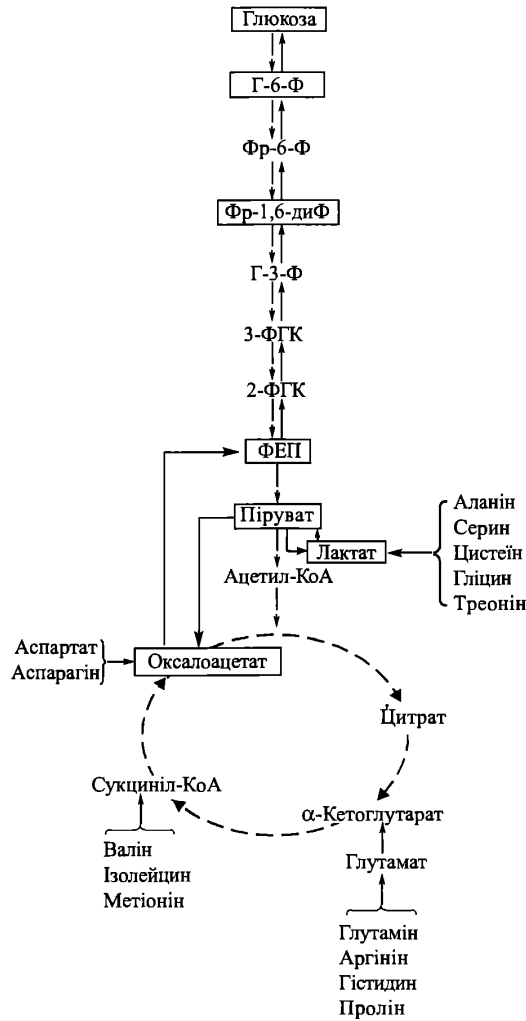 Глюкоза
Г-6-Ф
Фр-6-Ф
Фр-1,6-диФ
Г-3-Ф
3-ФГК
2-ФГК
ФЕП
Піруват
Лактат
Аланін
Серин
Цистеїн
Гліцин
Треонін
Ацетил-КоА
Аспартат
Аспарагін
Оксалоацетат
Цитрат
Сукциніл-КоА
α-Кетоглутарат
Валін
Ізолейцин
Метіонін
Глутамат
Глутамін
Аргінін
Гістидин
Пролін